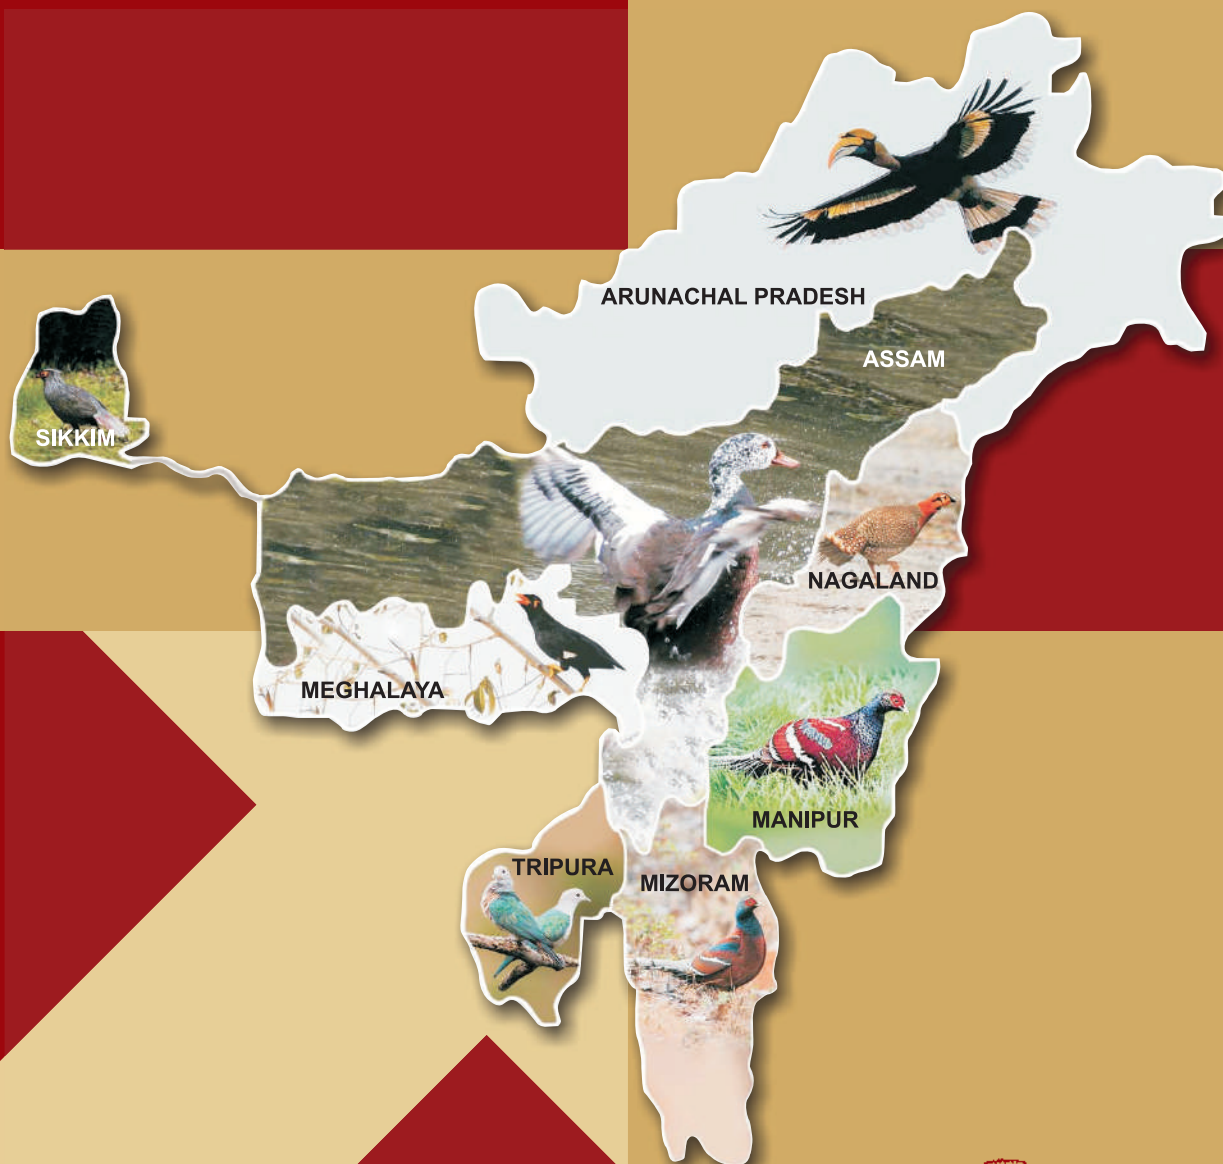 ARUNACHAL PRADESH
ASSAM
SIKKIM
NAGALAND
MEGHALAYA
MANIPUR
TRIPURA
MIZORAM